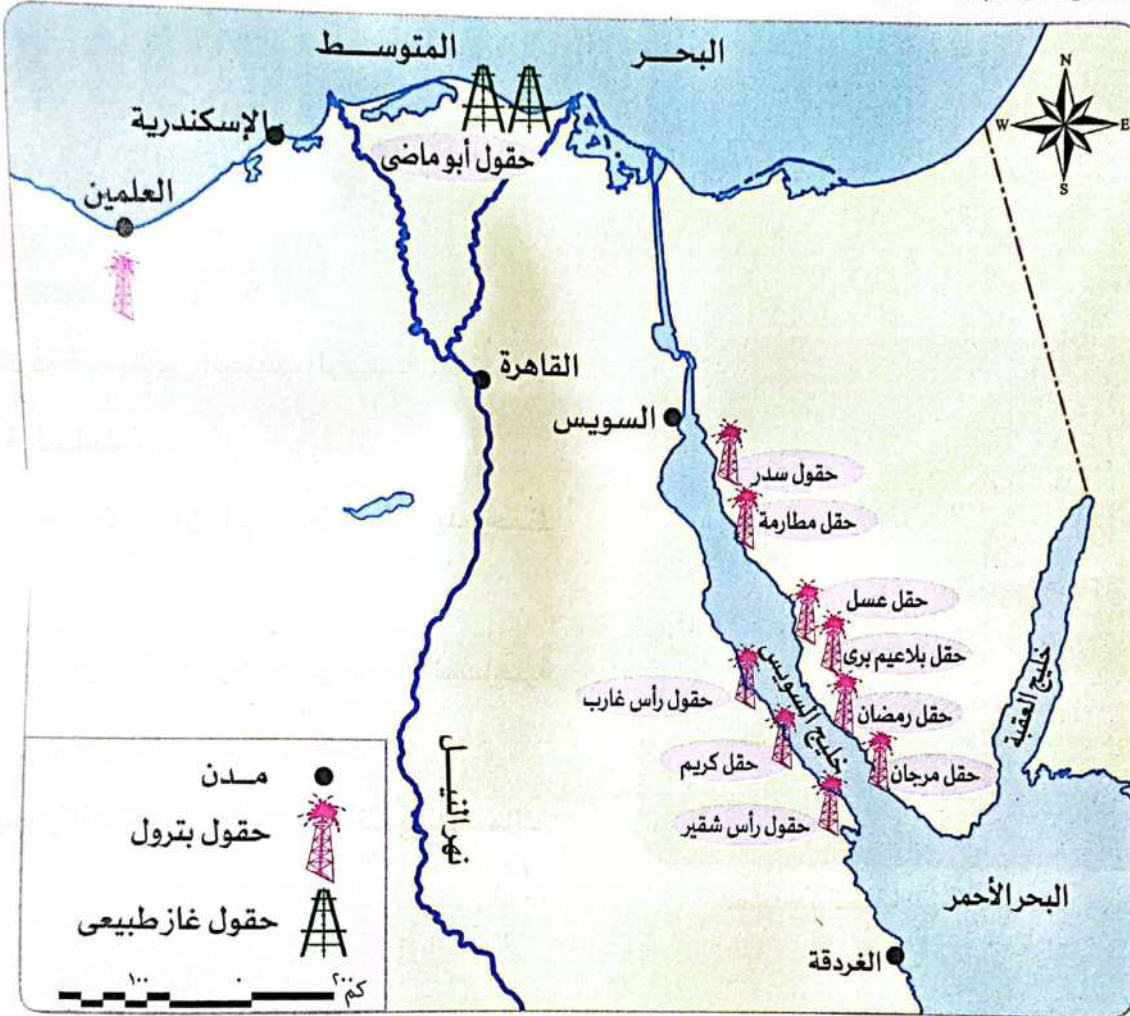 البحر المتوسط
N
W E
S
الإسكندرية
حقول أبو ماضى
العلمين
القاهرة
السويس
حقول سدر
حقل مطارمة
حقل عسل
حقل بلاعيم برى
خليج السويس
خليج العقبة
حقول رأس غارب
حقل رمضان
حقل كريم
حقل مرجان
حقول رأس شقير
نهر النيل
البحر الأحمر
الغردقة
مدن
حقول بترول
حقول غاز طبيعى
١٠٠ ٠ ٢٠٠ كم